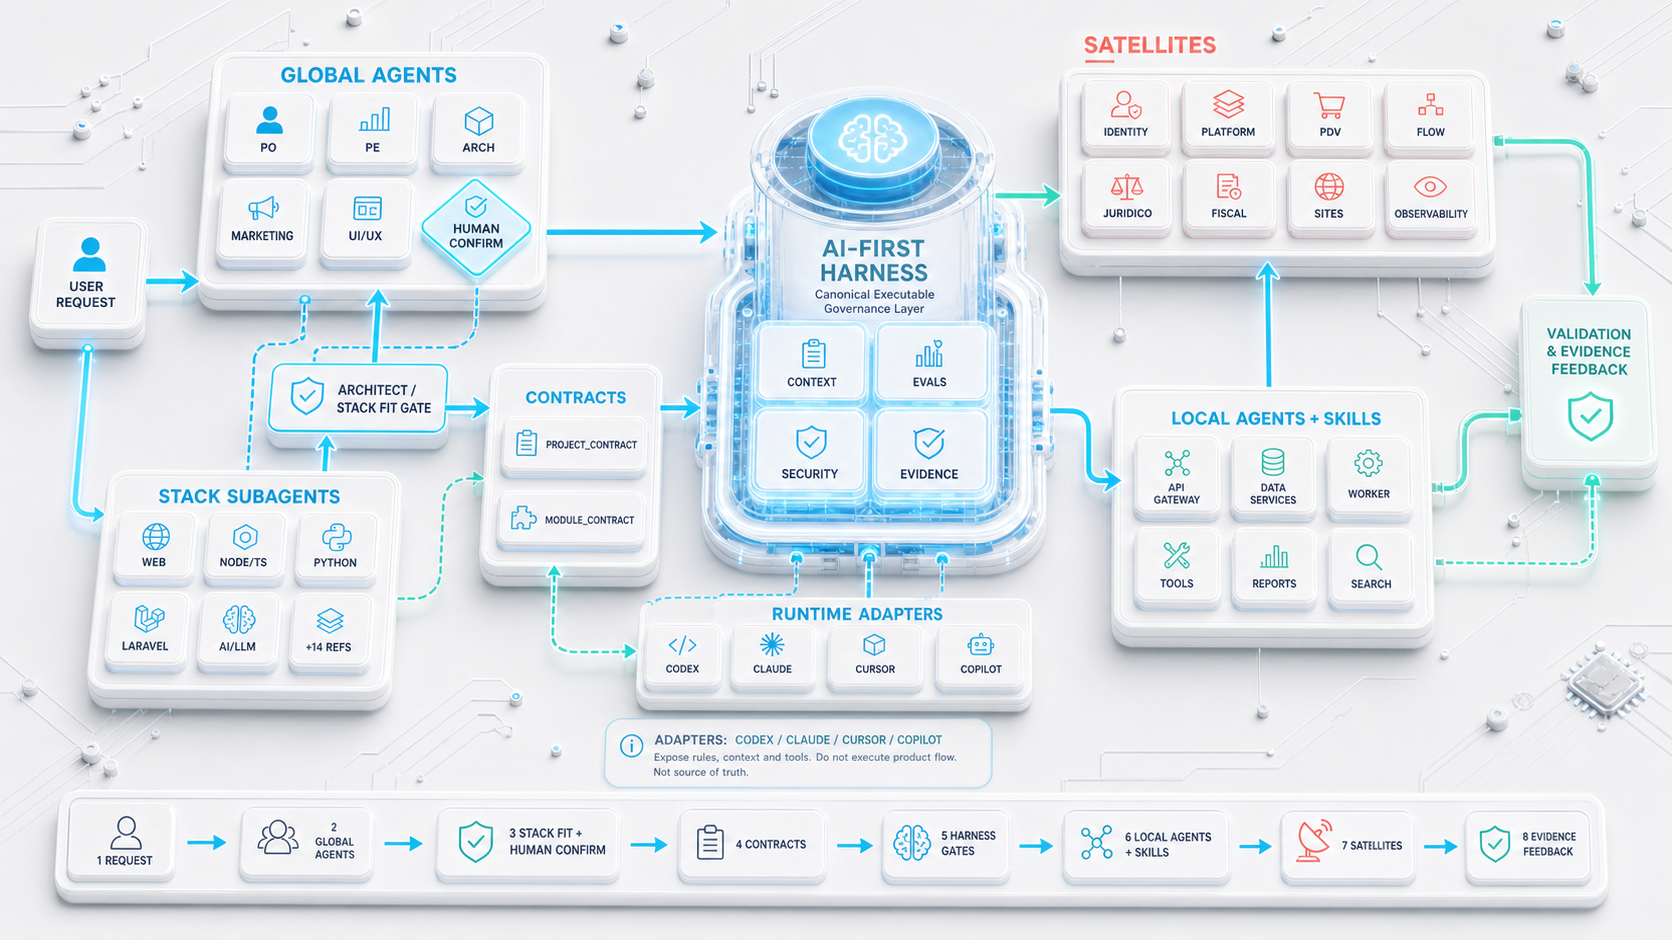 SATELLITES
GLOBAL AGENTS
PO
PE
ARCH
MARKETING
UI/UX
HUMAN
CONFIRM
USER
REQUEST
IDENTITY
PLATFORM
PDV
FLOW
JURIDICO
FISCAL
SITES
OBSERVABILITY
AI-FIRST
HARNESS
Canonical Executable
Governance Layer
CONTEXT
EVALS
SECURITY
EVIDENCE
VALIDATION
& EVIDENCE
FEEDBACK
ARCHITECT /
STACK FIT GATE
CONTRACTS
PROJECT_CONTRACT
MODULE_CONTRACT
LOCAL AGENTS + SKILLS
API
GATEWAY
DATA
SERVICES
WORKER
TOOLS
REPORTS
SEARCH
STACK SUBAGENTS
WEB
NODE/TS
PYTHON
LARAVEL
AI/LLM
+14 REFS
RUNTIME ADAPTERS
CODEX
CLAUDE
CURSOR
COPILOT
ADAPTERS: CODEX / CLAUDE / CURSOR / COPILOT
Expose rules, context and tools. Do not execute product flow.
Not source of truth.
1 REQUEST
2
GLOBAL
AGENTS
3 STACK FIT +
HUMAN CONFIRM
4 CONTRACTS
5 HARNESS
GATES
6 LOCAL AGENTS
+ SKILLS
7 SATELLITES
8 EVIDENCE
FEEDBACK